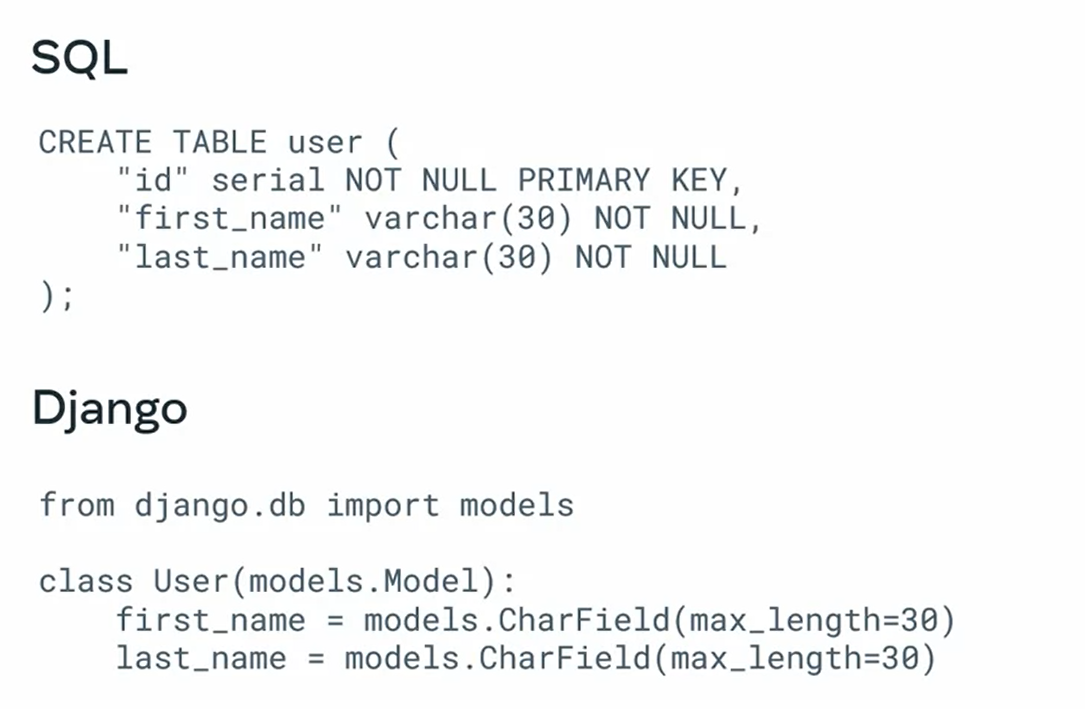 SQL
CREATE TABLE user (
    "id" serial NOT NULL PRIMARY KEY,
    "first_name" varchar(30) NOT NULL,
    "last_name" varchar(30) NOT NULL
);
Django
from django.db import models
class User(models.Model):
    first_name = models.CharField(max_length=30)
    last_name = models.CharField(max_length=30)